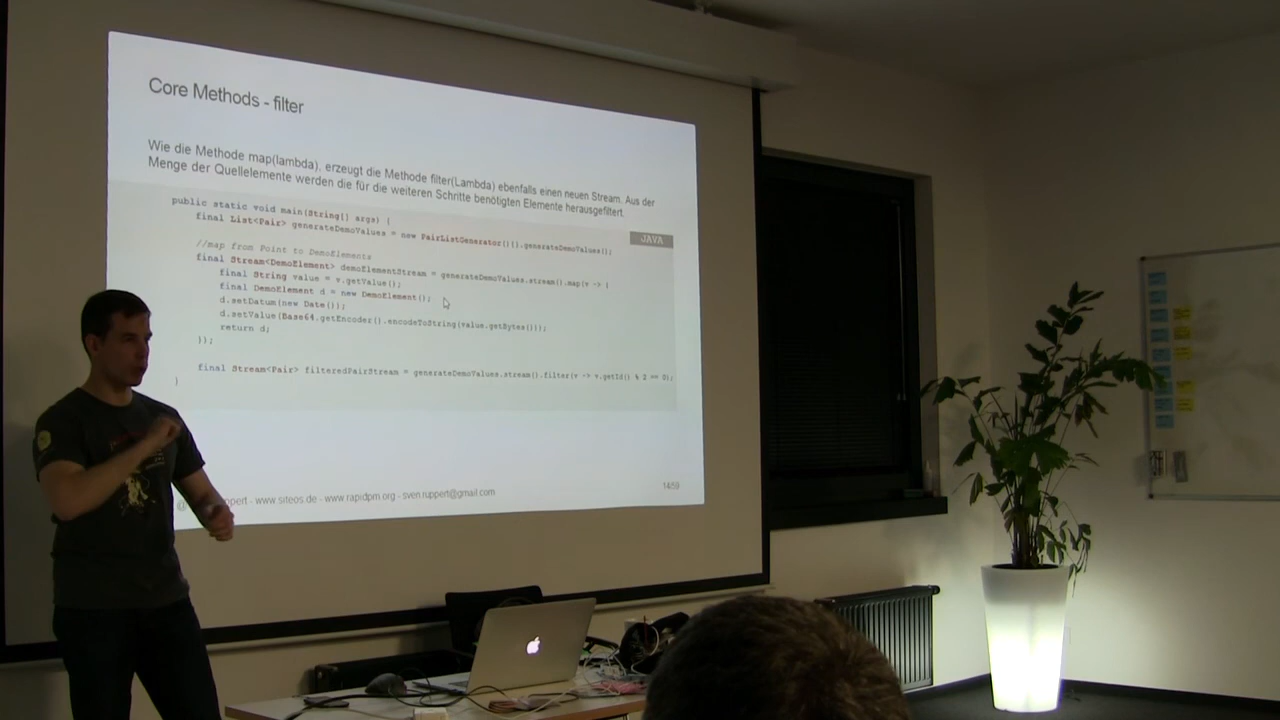 Core Methods - filter
Wie die Methode map(lambda), erzeugt die Methode filter(Lambda) ebenfalls einen neuen Stream. Aus der
Menge der Quellelemente werden die für die weiteren Schritte benötigten Elemente herausgefiltert.
JAVA
public static void main(String[] args) {
final List<Pair> generateDemoValues = new PairListGenerator(){}.generateDemoValues();
//map from Point to DemoElements
final Stream<DemoElement> demoElementStream = generateDemoValues.stream().map(v -> {
final String value = v.getValue();
final DemoElement d = new DemoElement();
d.setDatum(new Date());
d.setValue(Base64.getEncoder().encodeToString(value.getBytes()));
return d;
});
final Stream<Pair> filteredPairStream = generateDemoValues.stream().filter(v -> v.getId() % 2 == 0);
}
- www.siteos.de - www.rapidpm.org - sven.ruppert@gmail.com
14/59